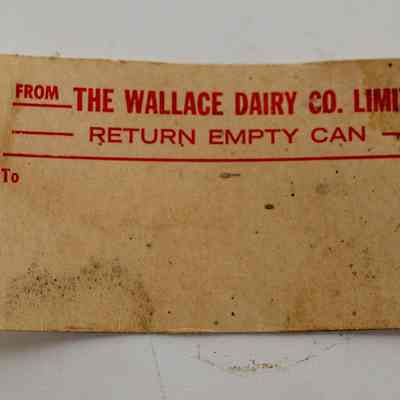 FROM THE WALLACE DAIRY CO. LIMI
RETURN EMPTY CAN
To